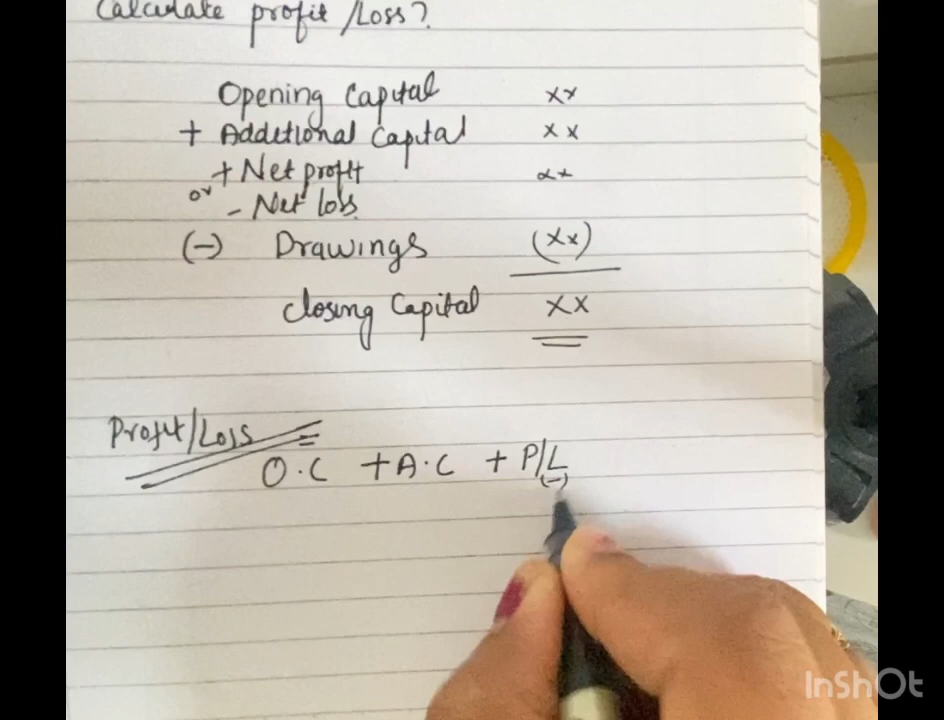 Calculate profit /Loss?
Opening Capital xx
+ Additional Capital xx
+ Net profit xx
or - Net loss
(-) Drawings (xx)
closing Capital xx
Profit/Loss =
O.C + A.C + P/L
(-)
InShOt